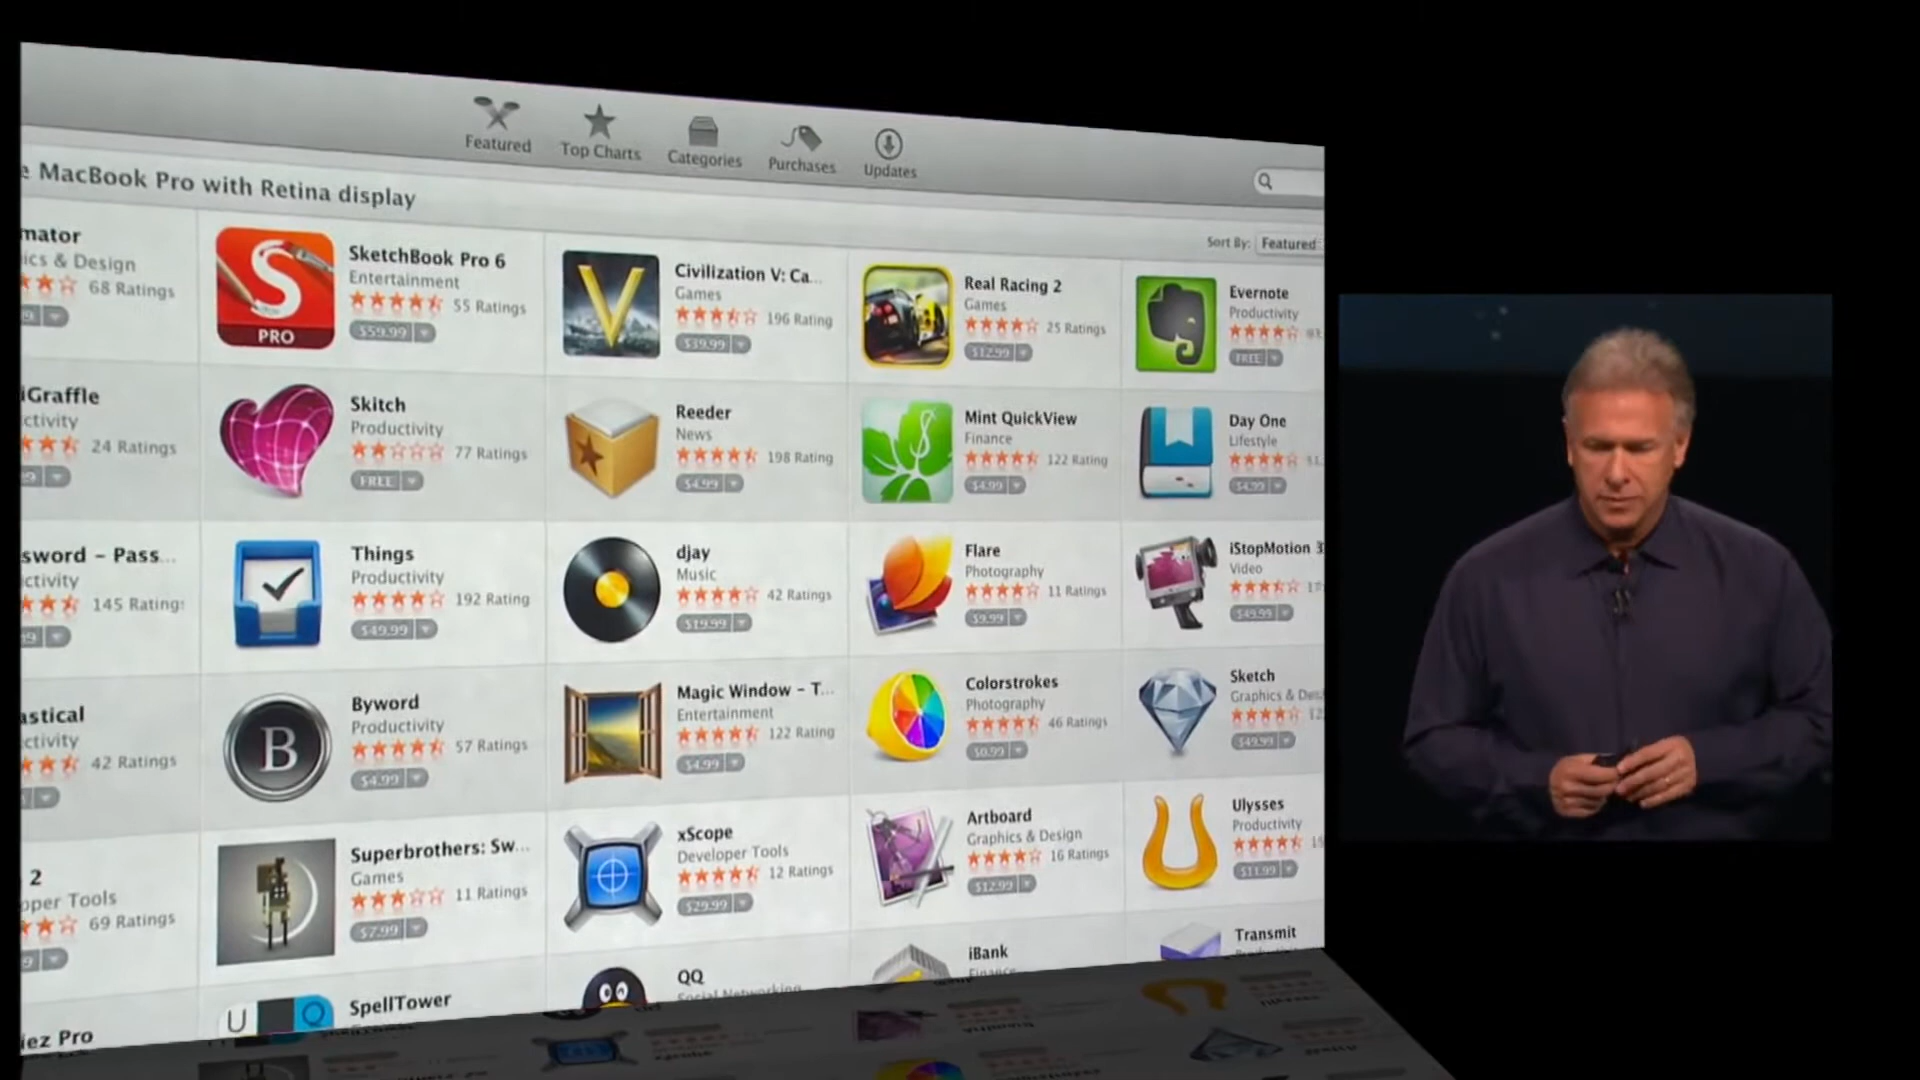 Featured
Top Charts
Categories
Purchases
Updates
e MacBook Pro with Retina display
Sort By: Featured
mator
ics & Design
68 Ratings
SketchBook Pro 6
Entertainment
55 Ratings
$59.99
PRO
Civilization V: Ca...
Games
196 Rating
$39.99
Real Racing 2
Games
25 Ratings
$12.99
Evernote
Productivity
FREE
iGraffle
ctivity
24 Ratings
Skitch
Productivity
77 Ratings
FREE
Reeder
News
198 Rating
$4.99
Mint QuickView
Finance
122 Rating
$4.99
Day One
Lifestyle
$4.99
sword - Pass...
ctivity
145 Rating
Things
Productivity
192 Rating
$49.99
djay
Music
42 Ratings
$19.99
Flare
Photography
11 Ratings
$9.99
iStopMotion 3
Video
$49.99
astical
ctivity
42 Ratings
B
Byword
Productivity
57 Ratings
$4.99
Magic Window - T...
Entertainment
122 Rating
$4.99
Colorstrokes
Photography
46 Ratings
$0.99
Sketch
Graphics & Des
$49.99
2
oper Tools
69 Ratings
Superbrothers: Sw...
Games
11 Ratings
$7.99
xScope
Developer Tools
12 Ratings
$29.99
Artboard
Graphics & Design
16 Ratings
$12.99
Ulysses
Productivity
$11.99
iez Pro
U Q
SpellTower
QQ
Social Networking
iBank
Finance
Transmit